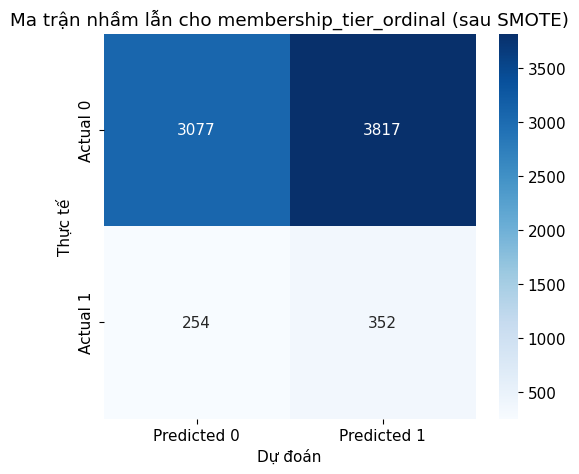 Ma trận nhầm lẫn cho membership_tier_ordinal (sau SMOTE)
Thực tế
Actual 0
3077
3817
Actual 1
254
352
Predicted 0
Predicted 1
Dự đoán
3500
3000
2500
2000
1500
1000
500